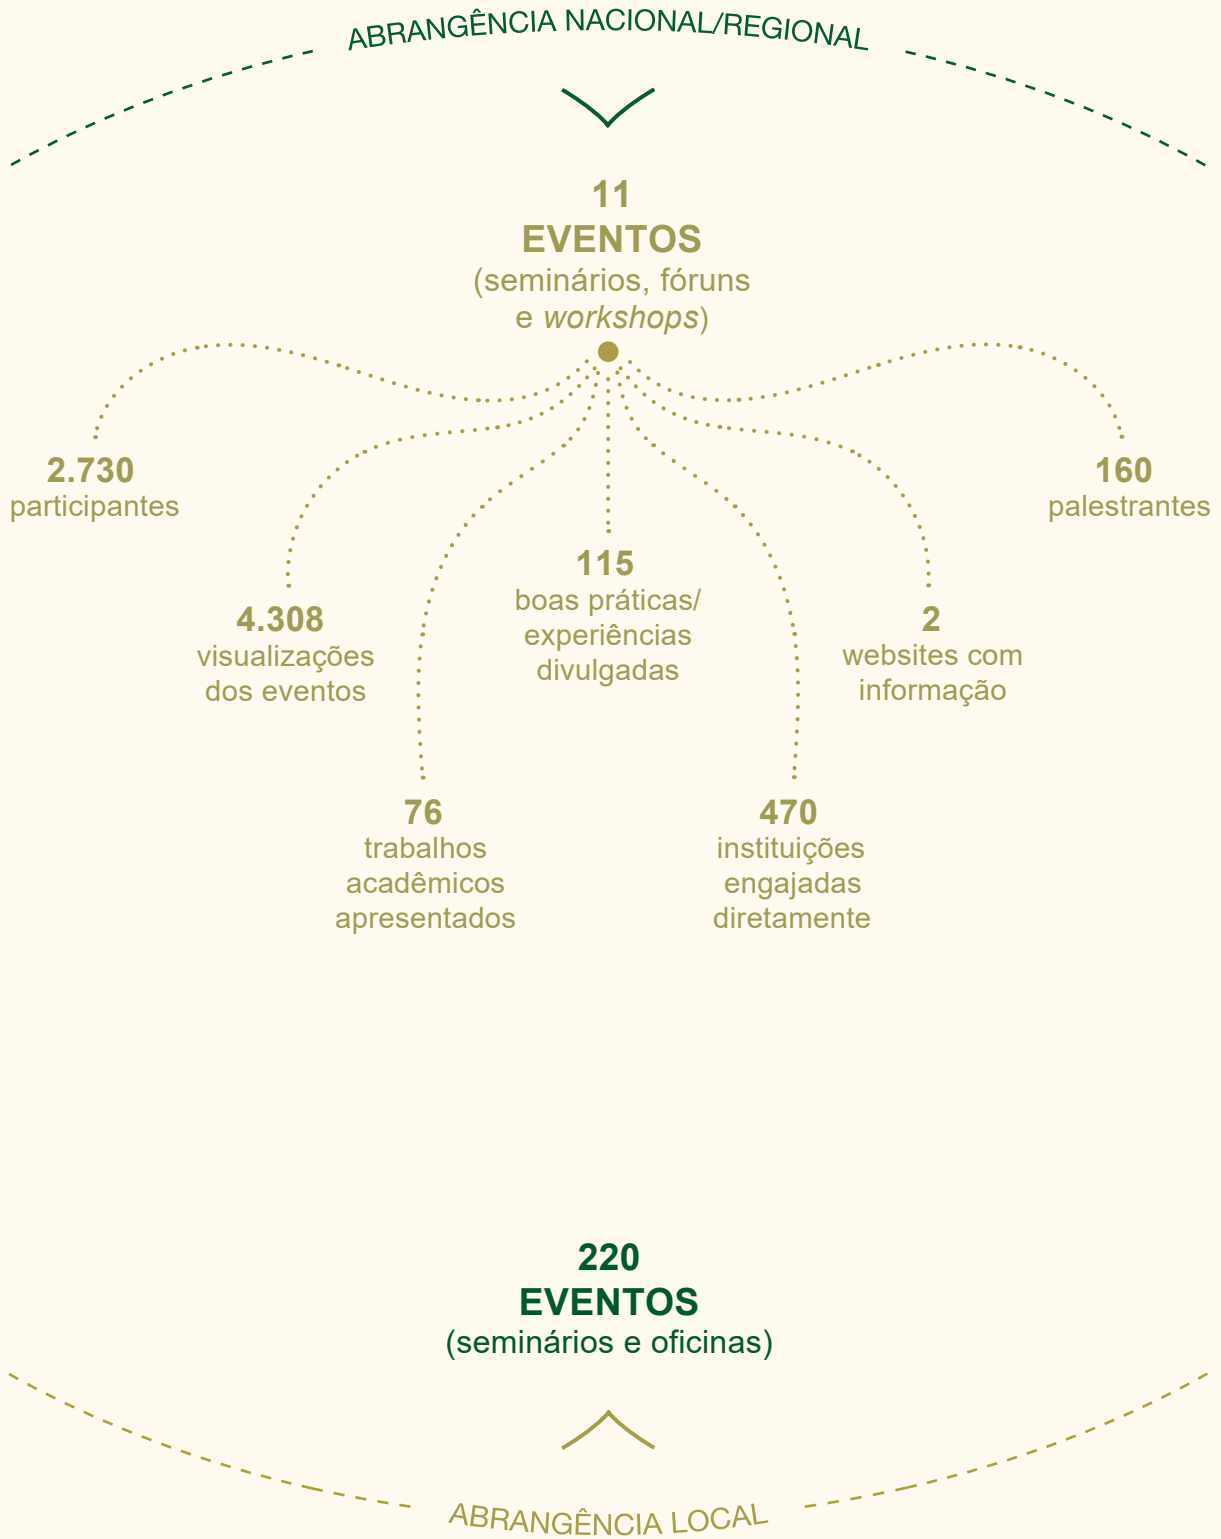 ABRANGÊNCIA NACIONAL/REGIONAL
11
EVENTOS
(seminários, fóruns
e workshops)
2.730
participantes
160
palestrantes
115
boas práticas/
experiências
divulgadas
4.308
visualizações
dos eventos
2
websites com
informação
76
trabalhos
acadêmicos
apresentados
470
instituições
engajadas
diretamente
220
EVENTOS
(seminários e oficinas)
ABRANGÊNCIA LOCAL